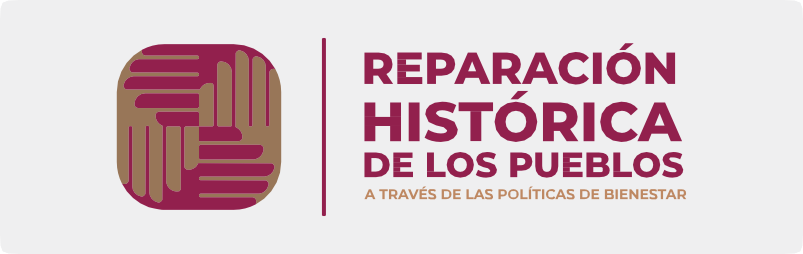 REPARACIÓN
HISTÓRICA
DE LOS PUEBLOS
A TRAVÉS DE LAS POLÍTICAS DE BIENESTAR